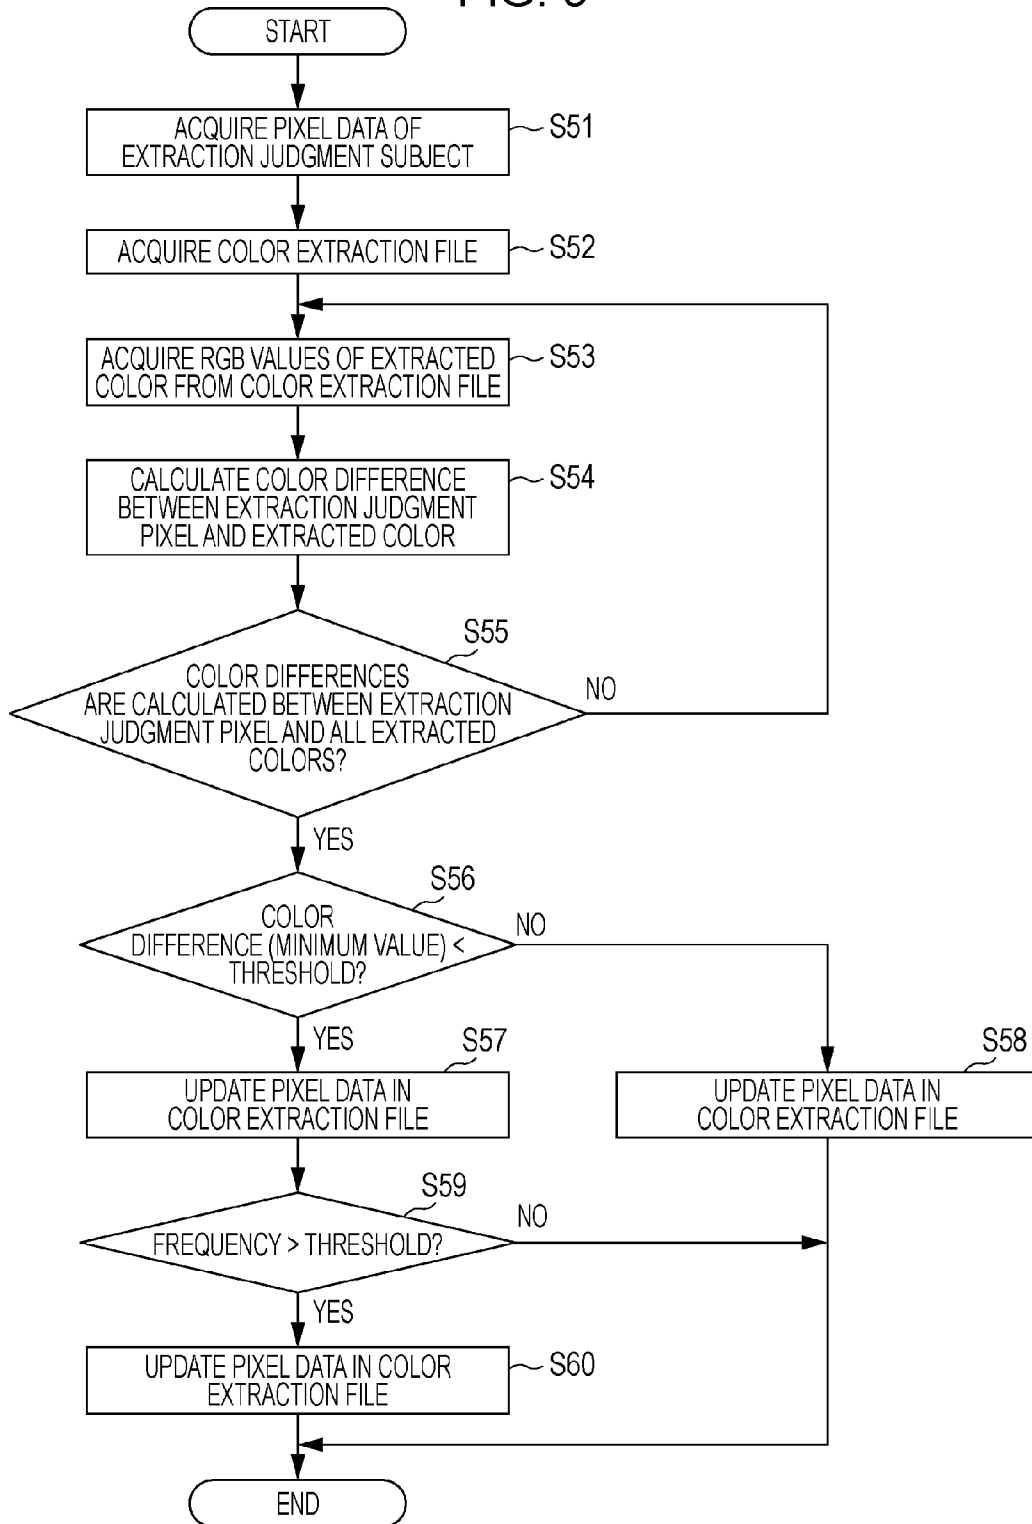 START
ACQUIRE PIXEL DATA OF
EXTRACTION JUDGMENT SUBJECT
S51
ACQUIRE COLOR EXTRACTION FILE
S52
ACQUIRE RGB VALUES OF EXTRACTED
COLOR FROM COLOR EXTRACTION FILE
S53
CALCULATE COLOR DIFFERENCE
BETWEEN EXTRACTION JUDGMENT
PIXEL AND EXTRACTED COLOR
S54
S55
COLOR DIFFERENCES
ARE CALCULATED BETWEEN EXTRACTION
JUDGMENT PIXEL AND ALL EXTRACTED
COLORS?
NO
YES
S56
COLOR
DIFFERENCE (MINIMUM VALUE) <
THRESHOLD?
NO
YES
S57
UPDATE PIXEL DATA IN
COLOR EXTRACTION FILE
S58
UPDATE PIXEL DATA IN
COLOR EXTRACTION FILE
S59
FREQUENCY > THRESHOLD?
NO
YES
UPDATE PIXEL DATA IN COLOR
EXTRACTION FILE
S60
END